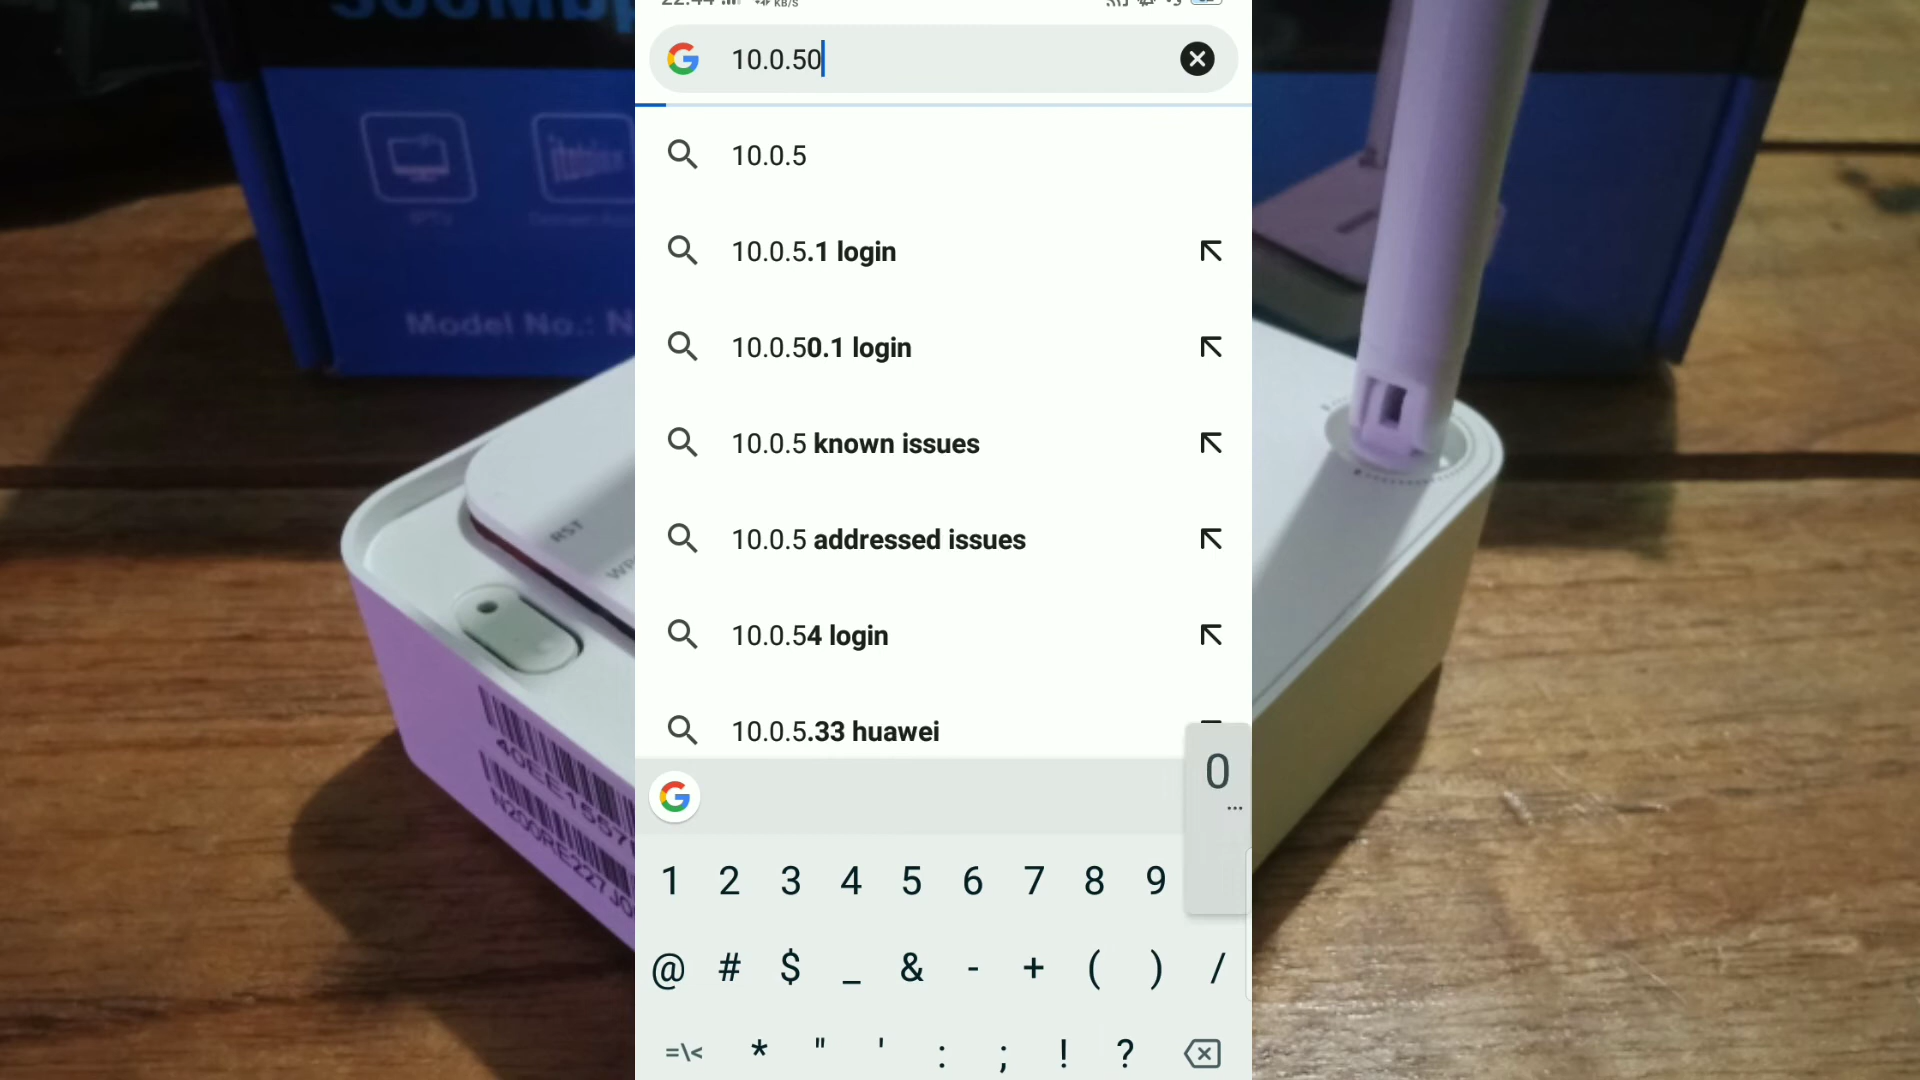 10.0.50
10.0.5
10.0.5.1 login
10.0.50.1 login
10.0.5 known issues
10.0.5 addressed issues
10.0.54 login
10.0.5.33 huawei
0
...
1 2 3 4 5 6 7 8 9
@ # $ _ & - + ( ) /
=\< * " ' : ; ! ?
KB/S
Model No.: N
RST